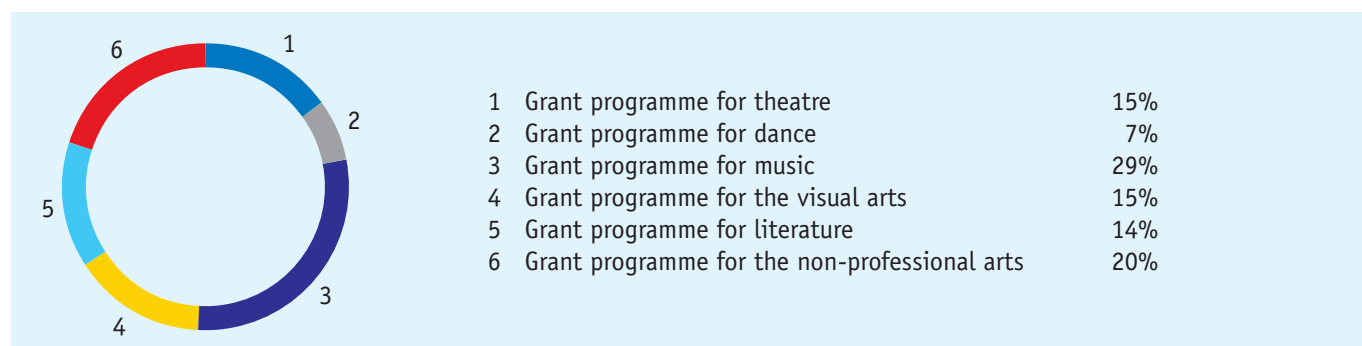 6
1
2
5
3
4
1 Grant programme for theatre 15%
2 Grant programme for dance 7%
3 Grant programme for music 29%
4 Grant programme for the visual arts 15%
5 Grant programme for literature 14%
6 Grant programme for the non-professional arts 20%